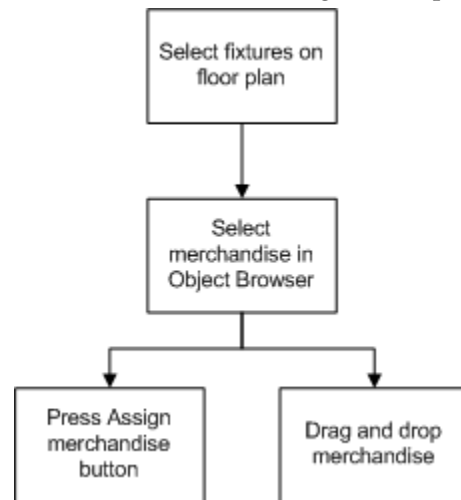 Select fixtures on
floor plan
Select
merchandise in
Object Browser
Press Assign
merchandise
button
Drag and drop
merchandise